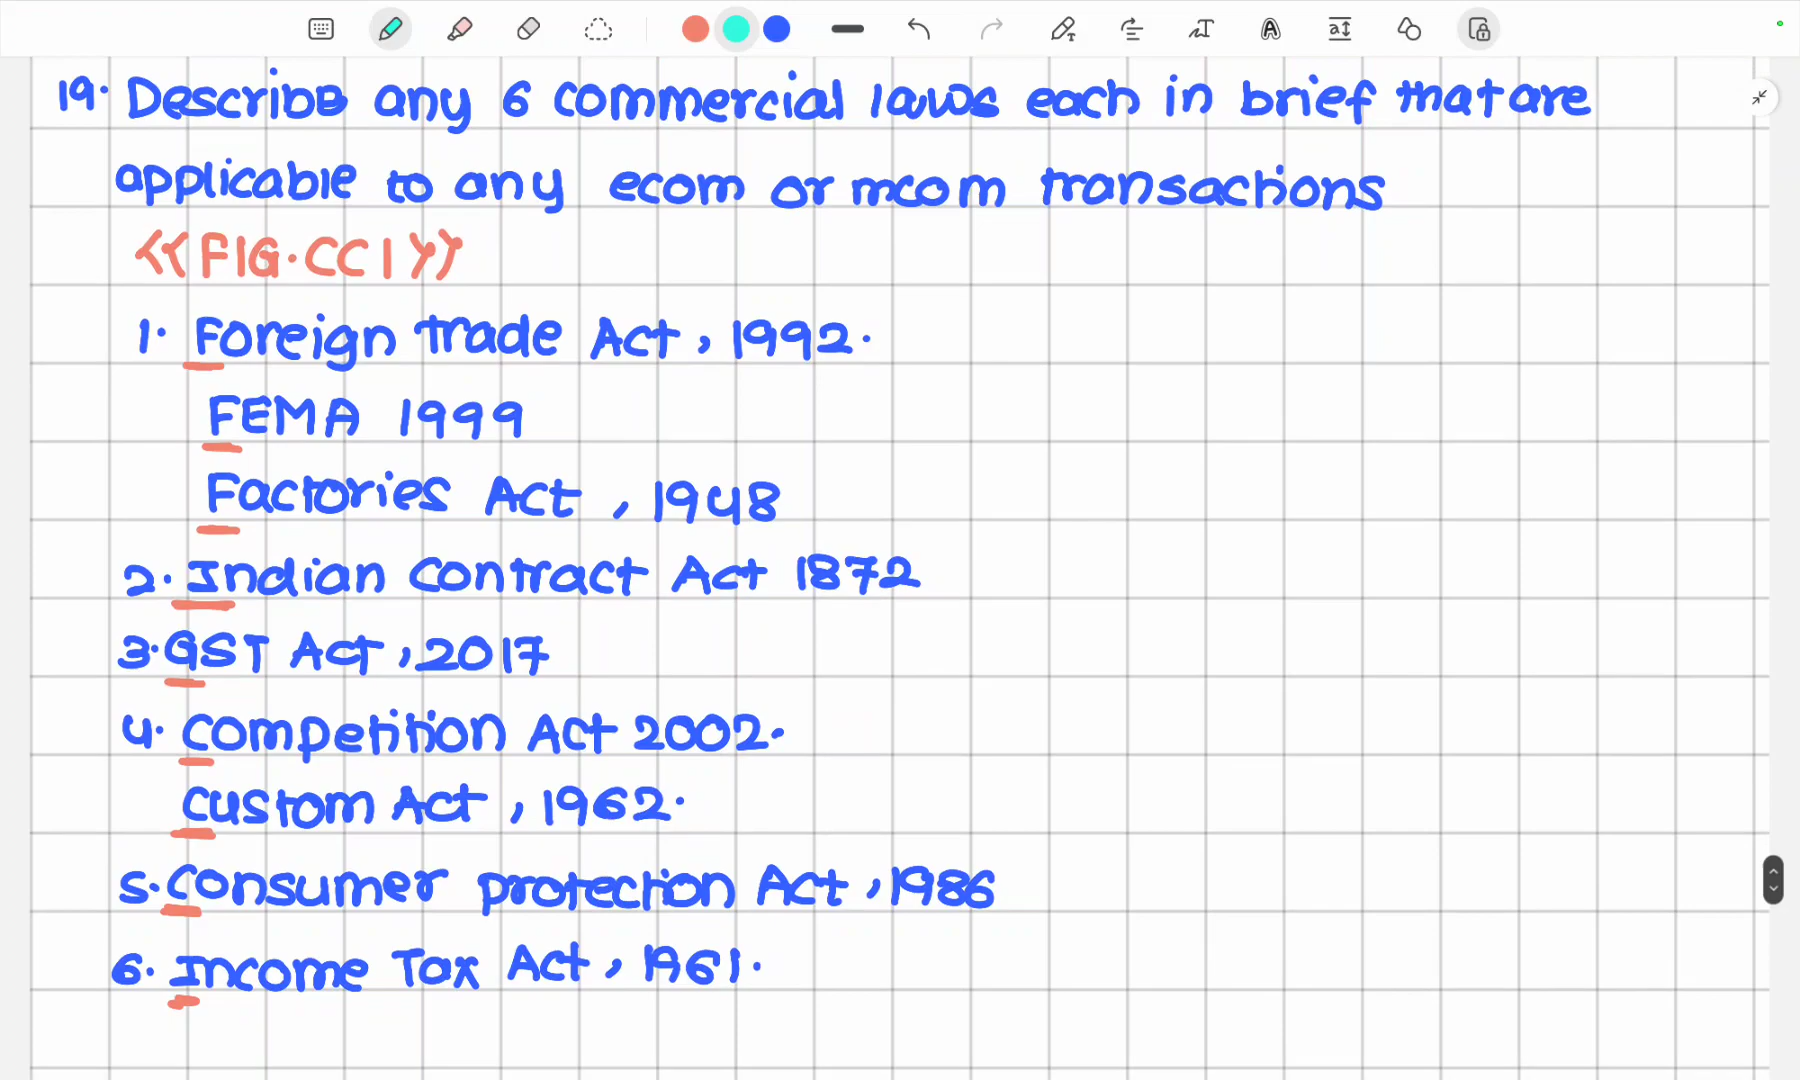 19. Describe any 6 commercial laws each in brief that are
applicable to any ecom or mcom transactions
<<FIG.CCI>>
1. Foreign Trade Act, 1992.
FEMA 1999
Factories Act, 1948
2. Indian Contract Act 1872
3. GST Act, 2017
4. Competition Act 2002.
Custom Act, 1962.
5. Consumer protection Act, 1986
6. Income Tax Act, 1961.